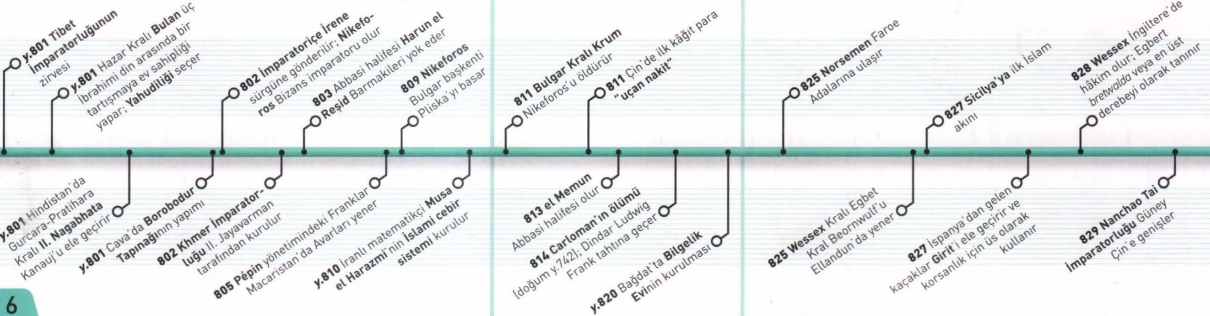 y.801 Tibet
İmparatorluğunun
zirvesi
y.801 Hazar Kralı Bulan üç
İbrahimi din arasında bir
tartışmaya ev sahipliği
yapar; Yahudiliği seçer
802 İmparatoriçe İrene
sürgüne gönderilir; Nikefo-
ros Bizans imparatoru olur
803 Abbasi halifesi Harun el
Reşid Barmakileri yok eder
809 Nikeforos
Bulgar başkenti
Pliska'yı basar
811 Bulgar Kralı Krum
Nikeforos'u öldürür
811 Çin'de ilk kâğıt para
"uçan nakit"
825 Norsemen Faroe
Adalarına ulaşır
827 Sicilya'ya ilk İslam
akını
828 Wessex İngiltere'de
hâkim olur; Egbert
bretwalda veya en üst
derebeyi olarak tanınır
y.801 Hindistan'da
Gurcara-Pratihara
Kralı II. Nagabhata
Kanauj'u ele geçirir
y.801 Cava'da Borobodur
Tapınağının yapımı
802 Khmer İmparator-
luğu II. Jayavarman
tarafından kurulur
805 Pépin yönetimindeki Franklar
Macaristan'da Avarları yener
y.810 İranlı matematikçi Musa
el Harazmi'nin İslami cebir
sistemi kurulur
813 el Memun
Abbasi halifesi olur
814 Carloman'ın ölümü
(doğum y.742); Dindar Ludwig
Frank tahtına geçer
y.820 Bağdat'ta Bilgelik
Evinin kurulması
825 Wessex Kralı Egbet
Kral Beornwulf'u
Ellandun'da yener
827 İspanya'dan gelen
kaçaklar Girit'i ele geçirir ve
korsanlık için üs olarak
kullanır
829 Nanchao Tai
İmparatorluğu Güney
Çin'e genişler
6